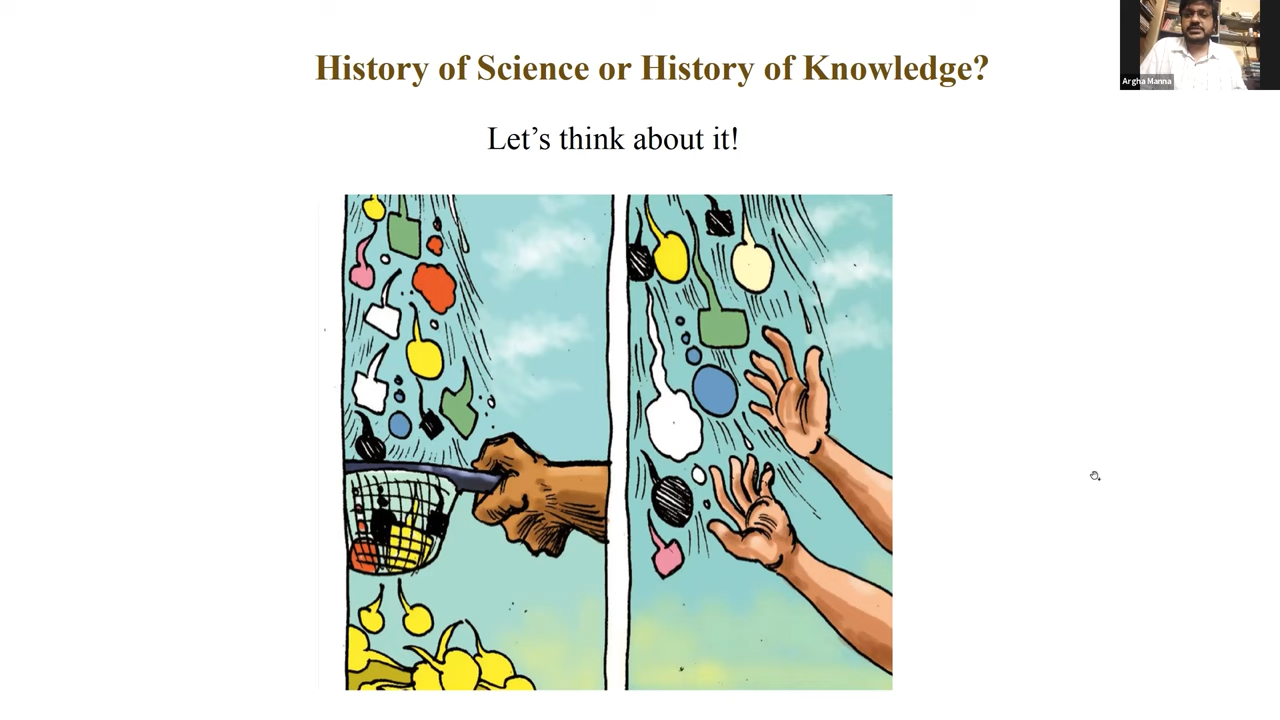 History of Science or History of Knowledge?
Let's think about it!
Argha Manna